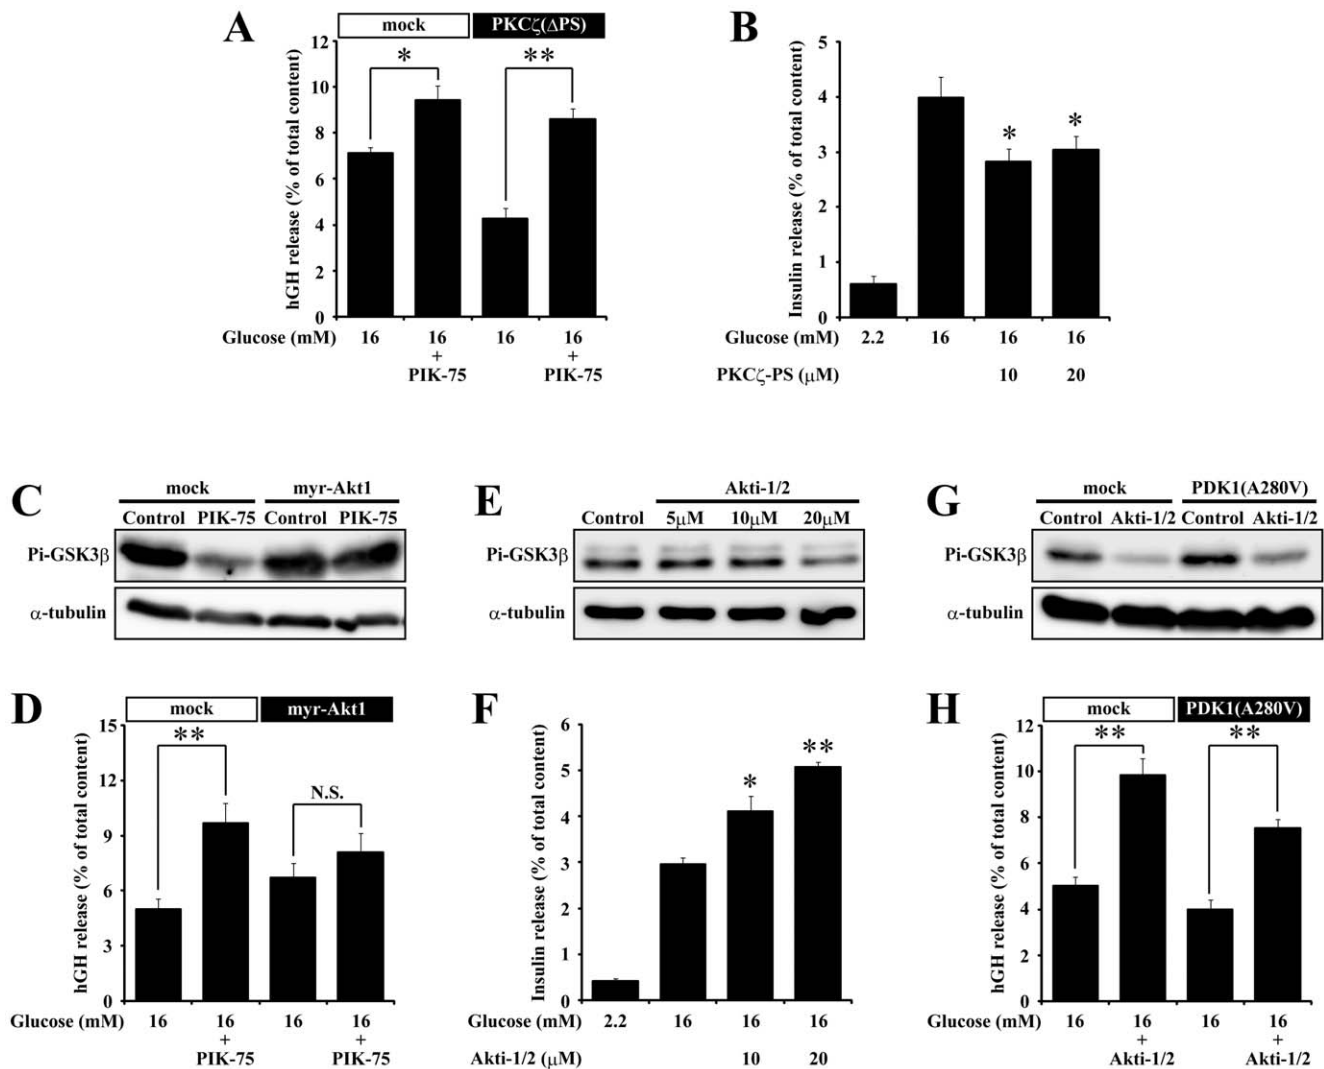 A
mock PKCζ(ΔPS)
hGH release (% of total content)
12
10
8
6
4
2
0
* **
Glucose (mM) 16 16 16 16
+ +
PIK-75 PIK-75
B
Insulin release (% of total content)
5
4
3
2
1
0
* *
Glucose (mM) 2.2 16 16 16
PKCζ-PS (μM) 10 20
C
mock myr-Akt1
Control PIK-75 Control PIK-75
Pi-GSK3β
α-tubulin
E
Akti-1/2
Control 5μM 10μM 20μM
Pi-GSK3β
α-tubulin
G
mock PDK1(A280V)
Control Akti-1/2 Control Akti-1/2
Pi-GSK3β
α-tubulin
D
mock myr-Akt1
hGH release (% of total content)
15
12
9
6
3
0
** N.S.
Glucose (mM) 16 16 16 16
+ +
PIK-75 PIK-75
F
Insulin release (% of total content)
6
5
4
3
2
1
0
* **
Glucose (mM) 2.2 16 16 16
Akti-1/2 (μM) 10 20
H
mock PDK1(A280V)
hGH release (% of total content)
12
10
8
6
4
2
0
** **
Glucose (mM) 16 16 16 16
+ +
Akti-1/2 Akti-1/2